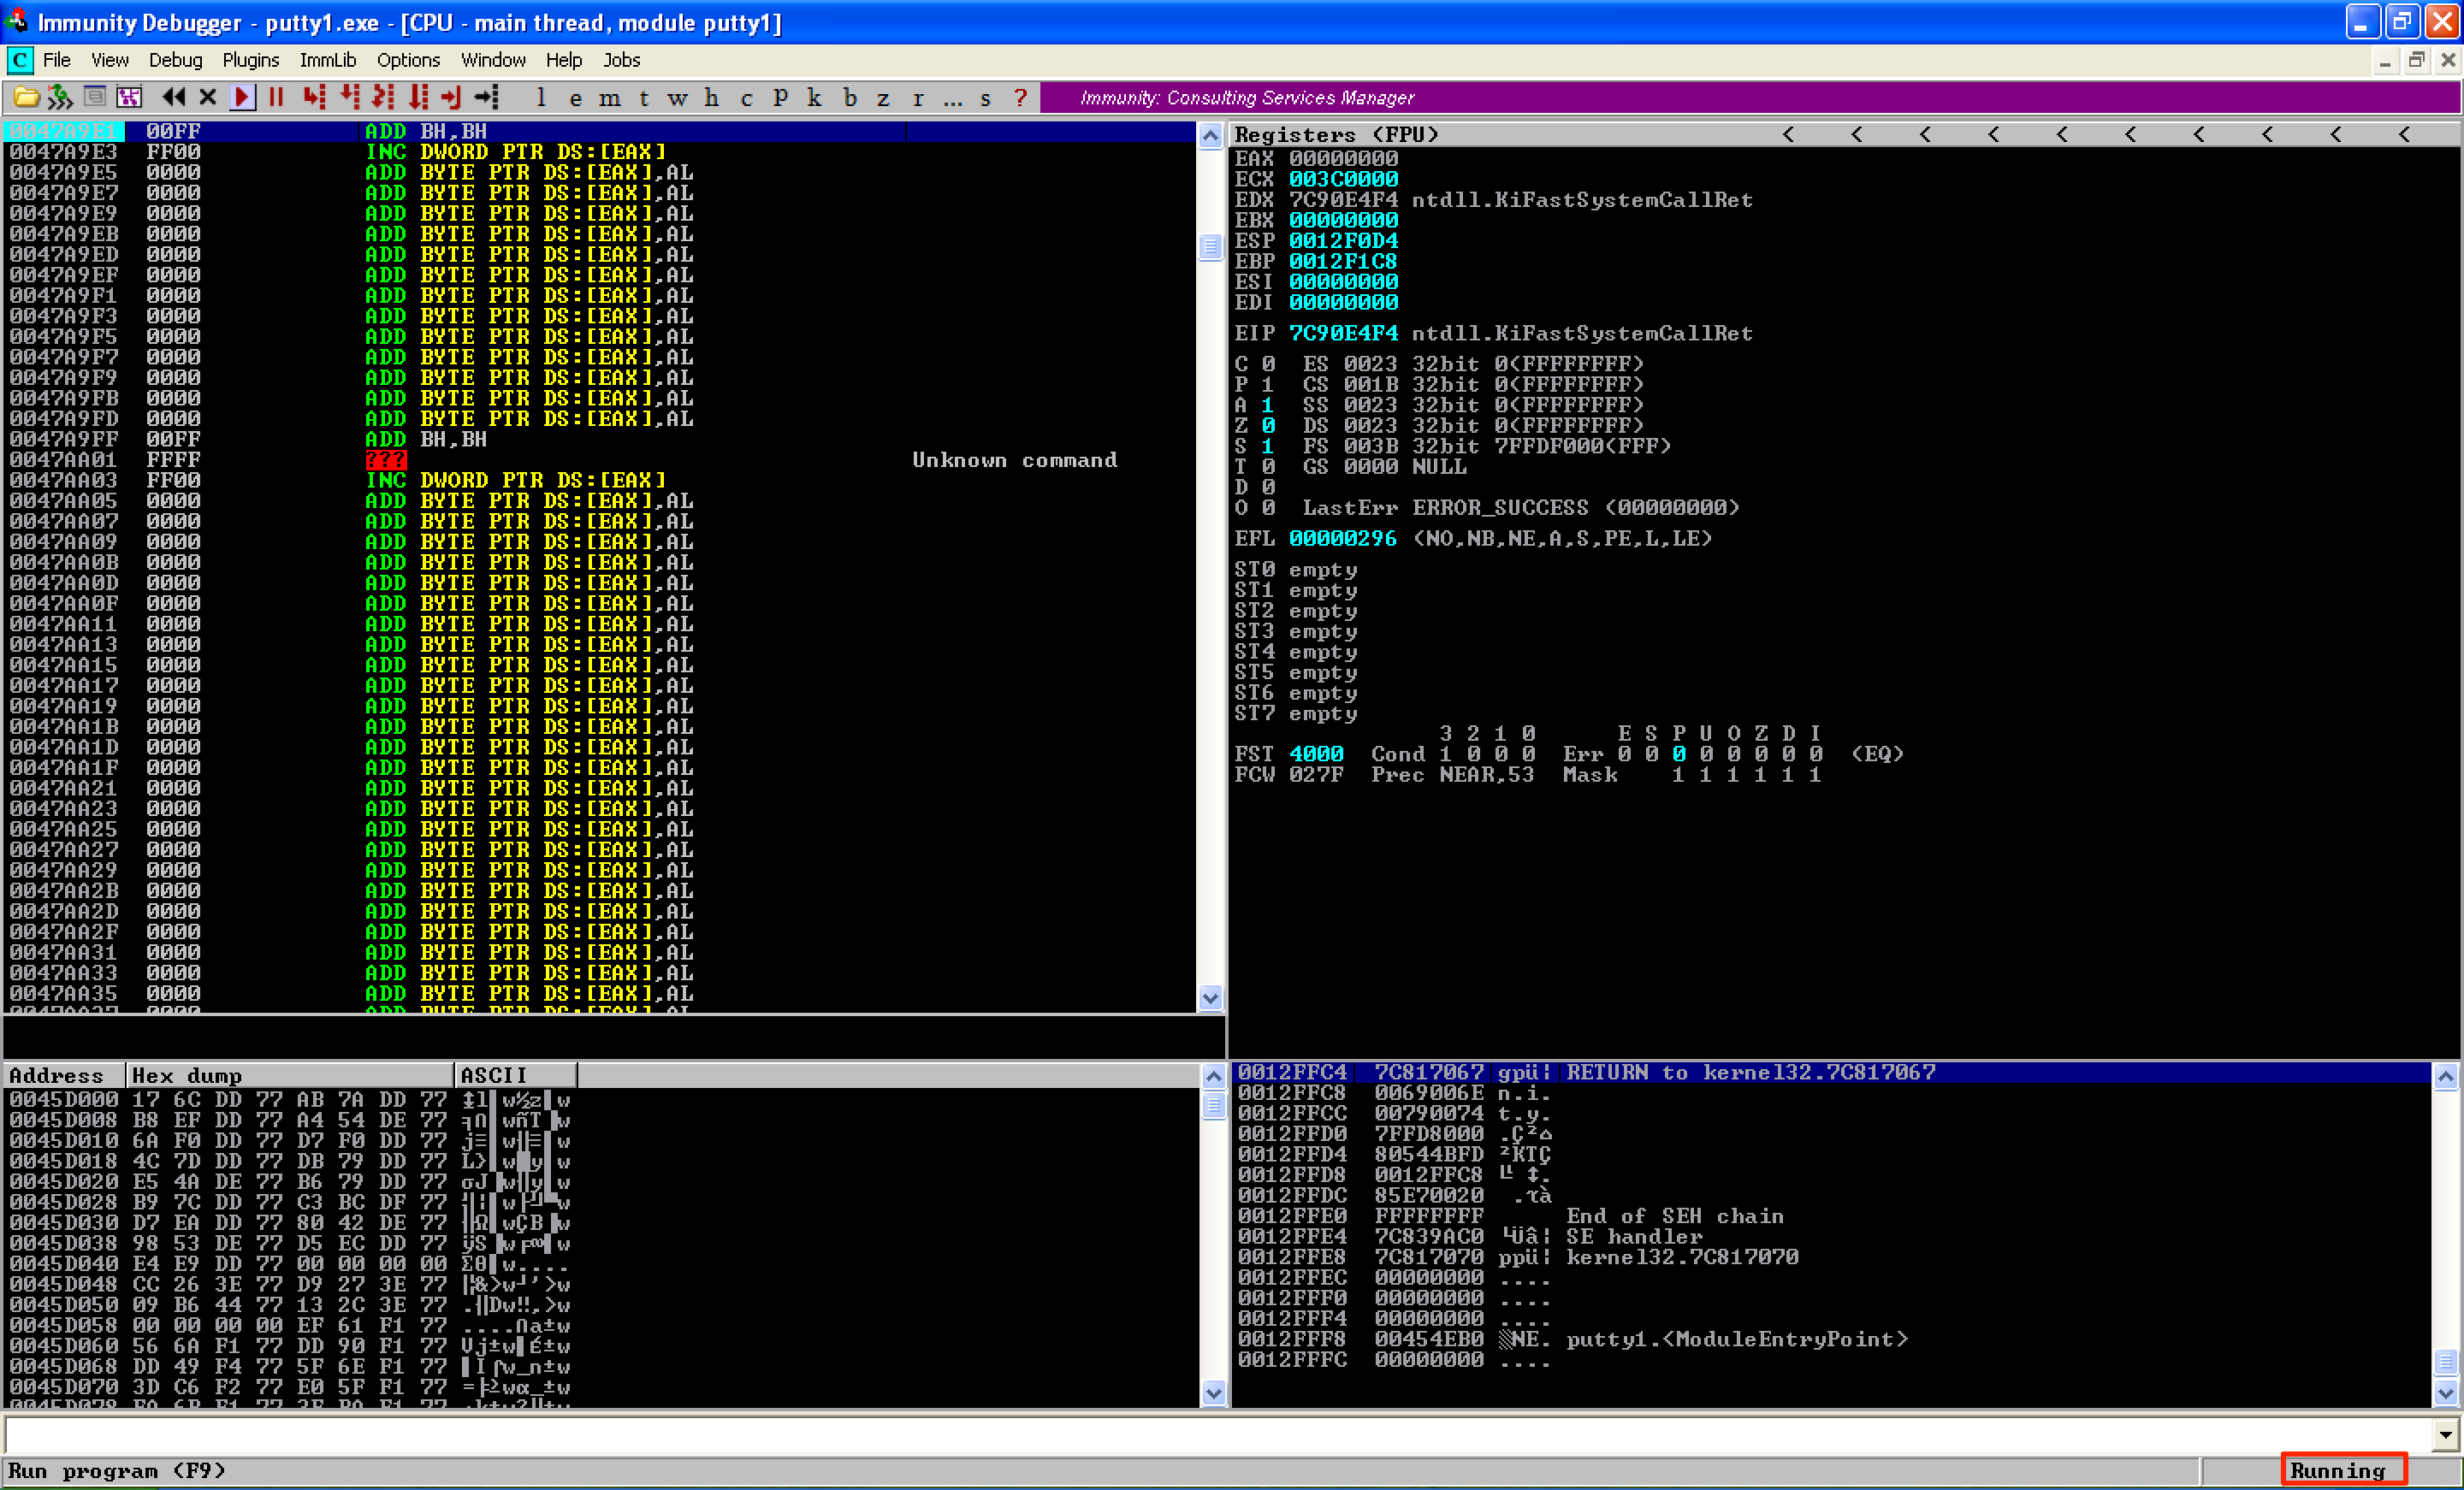 Immunity Debugger - putty1.exe - [CPU - main thread, module putty1]
C File View Debug Plugins ImmLib Options Window Help Jobs
l e m t w h c P k b z r ... s ? Immunity: Consulting Services Manager
0047A9E1 00FF ADD BH,BH
0047A9E3 FF00 INC DWORD PTR DS:[EAX]
0047A9E5 0000 ADD BYTE PTR DS:[EAX],AL
0047A9E7 0000 ADD BYTE PTR DS:[EAX],AL
0047A9E9 0000 ADD BYTE PTR DS:[EAX],AL
0047A9EB 0000 ADD BYTE PTR DS:[EAX],AL
0047A9ED 0000 ADD BYTE PTR DS:[EAX],AL
0047A9EF 0000 ADD BYTE PTR DS:[EAX],AL
0047A9F1 0000 ADD BYTE PTR DS:[EAX],AL
0047A9F3 0000 ADD BYTE PTR DS:[EAX],AL
0047A9F5 0000 ADD BYTE PTR DS:[EAX],AL
0047A9F7 0000 ADD BYTE PTR DS:[EAX],AL
0047A9F9 0000 ADD BYTE PTR DS:[EAX],AL
0047A9FB 0000 ADD BYTE PTR DS:[EAX],AL
0047A9FD 0000 ADD BYTE PTR DS:[EAX],AL
0047A9FF 00FF ADD BH,BH
0047AA01 FFFF ??? Unknown command
0047AA03 FF00 INC DWORD PTR DS:[EAX]
0047AA05 0000 ADD BYTE PTR DS:[EAX],AL
0047AA07 0000 ADD BYTE PTR DS:[EAX],AL
0047AA09 0000 ADD BYTE PTR DS:[EAX],AL
0047AA0B 0000 ADD BYTE PTR DS:[EAX],AL
0047AA0D 0000 ADD BYTE PTR DS:[EAX],AL
0047AA0F 0000 ADD BYTE PTR DS:[EAX],AL
0047AA11 0000 ADD BYTE PTR DS:[EAX],AL
0047AA13 0000 ADD BYTE PTR DS:[EAX],AL
0047AA15 0000 ADD BYTE PTR DS:[EAX],AL
0047AA17 0000 ADD BYTE PTR DS:[EAX],AL
0047AA19 0000 ADD BYTE PTR DS:[EAX],AL
0047AA1B 0000 ADD BYTE PTR DS:[EAX],AL
0047AA1D 0000 ADD BYTE PTR DS:[EAX],AL
0047AA1F 0000 ADD BYTE PTR DS:[EAX],AL
0047AA21 0000 ADD BYTE PTR DS:[EAX],AL
0047AA23 0000 ADD BYTE PTR DS:[EAX],AL
0047AA25 0000 ADD BYTE PTR DS:[EAX],AL
0047AA27 0000 ADD BYTE PTR DS:[EAX],AL
0047AA29 0000 ADD BYTE PTR DS:[EAX],AL
0047AA2B 0000 ADD BYTE PTR DS:[EAX],AL
0047AA2D 0000 ADD BYTE PTR DS:[EAX],AL
0047AA2F 0000 ADD BYTE PTR DS:[EAX],AL
0047AA31 0000 ADD BYTE PTR DS:[EAX],AL
0047AA33 0000 ADD BYTE PTR DS:[EAX],AL
0047AA35 0000 ADD BYTE PTR DS:[EAX],AL
Registers (FPU) < < < < < < < < < <
EAX 00000000
ECX 003C0000
EDX 7C90E4F4 ntdll.KiFastSystemCallRet
EBX 00000000
ESP 0012F0D4
EBP 0012F1C8
ESI 00000000
EDI 00000000
EIP 7C90E4F4 ntdll.KiFastSystemCallRet
C 0 ES 0023 32bit 0(FFFFFFFF)
P 1 CS 001B 32bit 0(FFFFFFFF)
A 1 SS 0023 32bit 0(FFFFFFFF)
Z 0 DS 0023 32bit 0(FFFFFFFF)
S 1 FS 003B 32bit 7FFDF000(FFF)
T 0 GS 0000 NULL
D 0
O 0 LastErr ERROR_SUCCESS (00000000)
EFL 00000296 (NO,NB,NE,A,S,PE,L,LE)
ST0 empty
ST1 empty
ST2 empty
ST3 empty
ST4 empty
ST5 empty
ST6 empty
ST7 empty
3 2 1 0 E S P U O Z D I
FST 4000 Cond 1 0 0 0 Err 0 0 0 0 0 0 0 0 (EQ)
FCW 027F Prec NEAR,53 Mask 1 1 1 1 1 1
Address Hex dump ASCII
0045D000 17 6C DD 77 AB 7A DD 77
0045D008 B8 EF DD 77 A4 54 DE 77
0045D010 6A F0 DD 77 D7 F0 DD 77
0045D018 4C 7D DD 77 DB 79 DD 77
0045D020 E5 4A DE 77 B6 79 DD 77
0045D028 B9 7C DD 77 C3 BC DF 77
0045D030 D7 EA DD 77 80 42 DE 77
0045D038 98 53 DE 77 D5 EC DD 77
0045D040 E4 E9 DD 77 00 00 00 00
0045D048 CC 26 3E 77 D9 27 3E 77
0045D050 09 B6 44 77 13 2C 3E 77
0045D058 00 00 00 00 EF 61 F1 77
0045D060 56 6A F1 77 DD 90 F1 77
0045D068 DD 49 F4 77 5F 6E F1 77
0045D070 3D C6 F2 77 E0 5F F1 77
0012FFC4 7C817067 gpü¦ RETURN to kernel32.7C817067
0012FFC8 0069006E n.i.
0012FFCC 00790074 t.y.
0012FFD0 7FFD8000 .Ç²⌂
0012FFD4 80544BFD ²KTÇ
0012FFD8 0012FFC8
0012FFDC 85E70020 .τà
0012FFE0 FFFFFFFF End of SEH chain
0012FFE4 7C839AC0 SE handler
0012FFE8 7C817070 ppü¦ kernel32.7C817070
0012FFEC 00000000 ....
0012FFF0 00000000 ....
0012FFF4 00000000 ....
0012FFF8 00454EB0 ░NE. putty1.<ModuleEntryPoint>
0012FFFC 00000000 ....
Run program (F9) Running